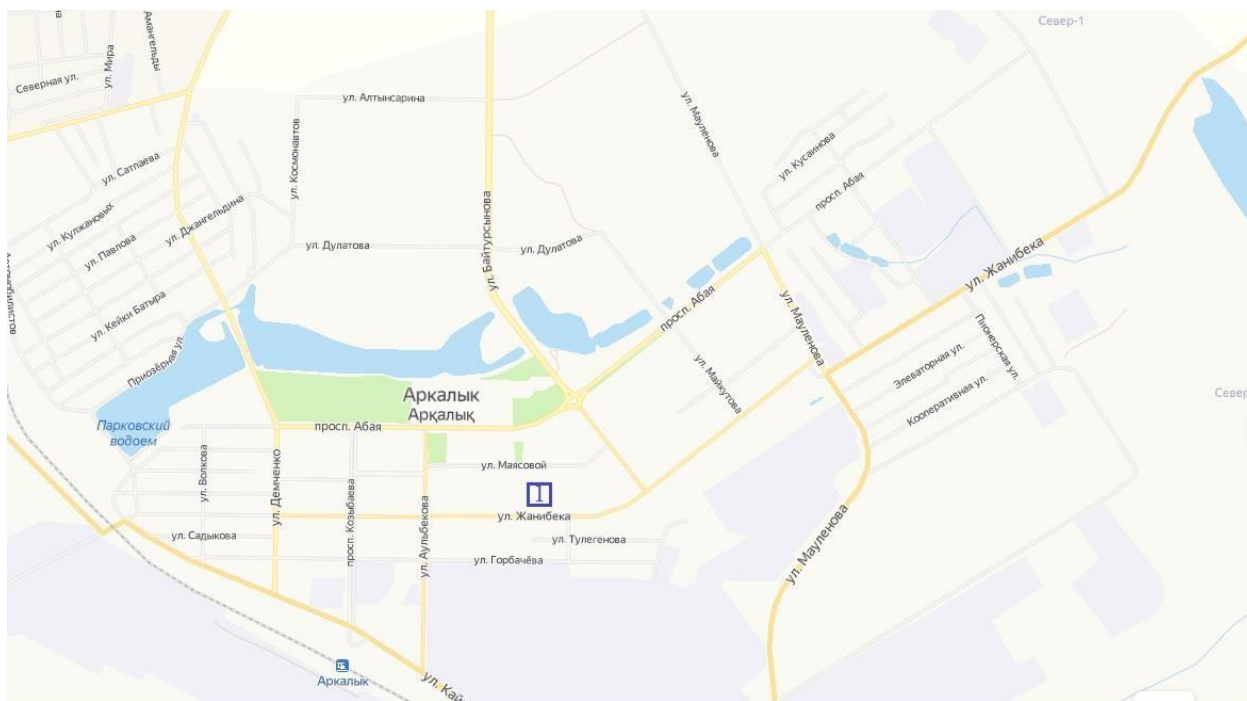 Север-1
ул. Мира
Амангельды
Северная ул.
ул. Алтынсарина
ул. Мауленова
ул. Космонавтов
ул. Сатпаева
ул. Кусаинова
просп. Абая
ул. Кулжановых
ул. Джангельдина
ул. Павлова
ул. Байтурсынова
ул. Дулатова
ул. Дулатова
ул. Жанибека
ул. Кейки Батыра
просп. Абая
ул. Мауленова
Приозёрная ул.
Пионерская ул.
Элеваторная ул.
ул. Майкутова
Аркалык
Арқалық
Кооперативная ул.
Север
Парковский
водоем
просп. Абая
ул. Волкова
ул. Демченко
ул. Маясовой
1
просп. Козыбаева
ул. Аульбекова
ул. Жанибека
ул. Садыкова
ул. Тулегенова
ул. Горбачёва
ул. Мауленова
Аркалык
ул. Кай